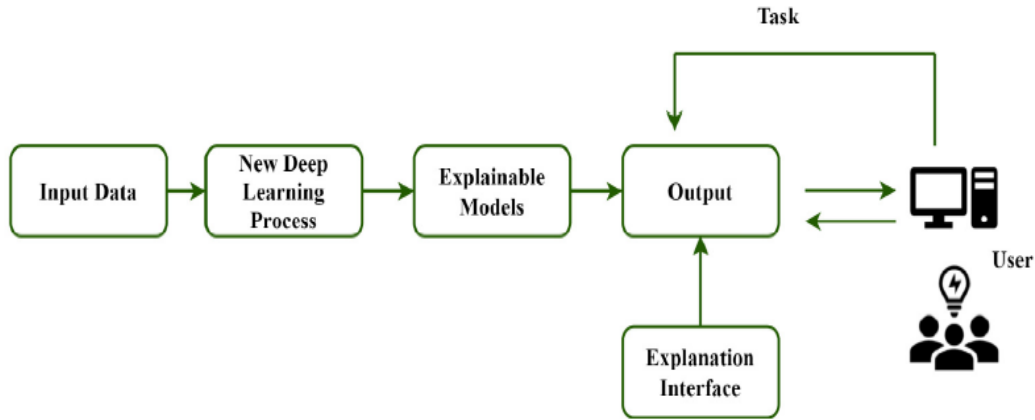 Task
Input Data
New Deep
Learning
Process
Explainable
Models
Output
User
Explanation
Interface